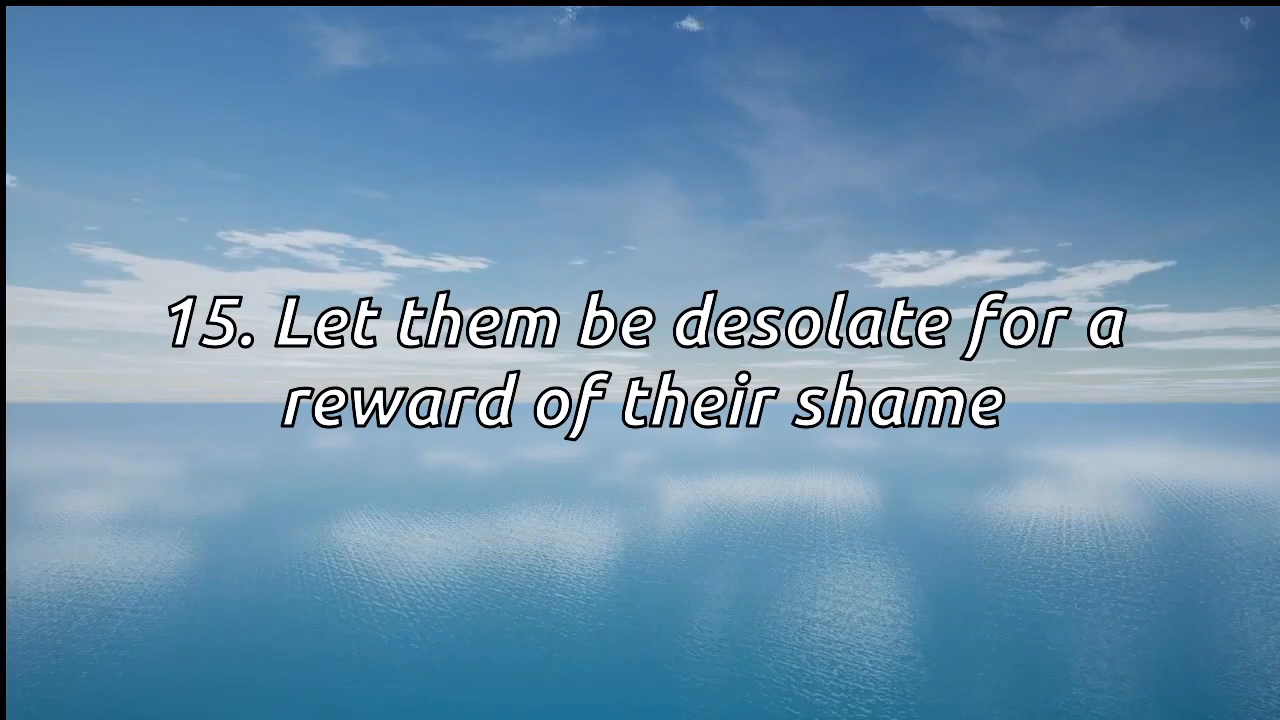 15. Let them be desolate for a
reward of their shame